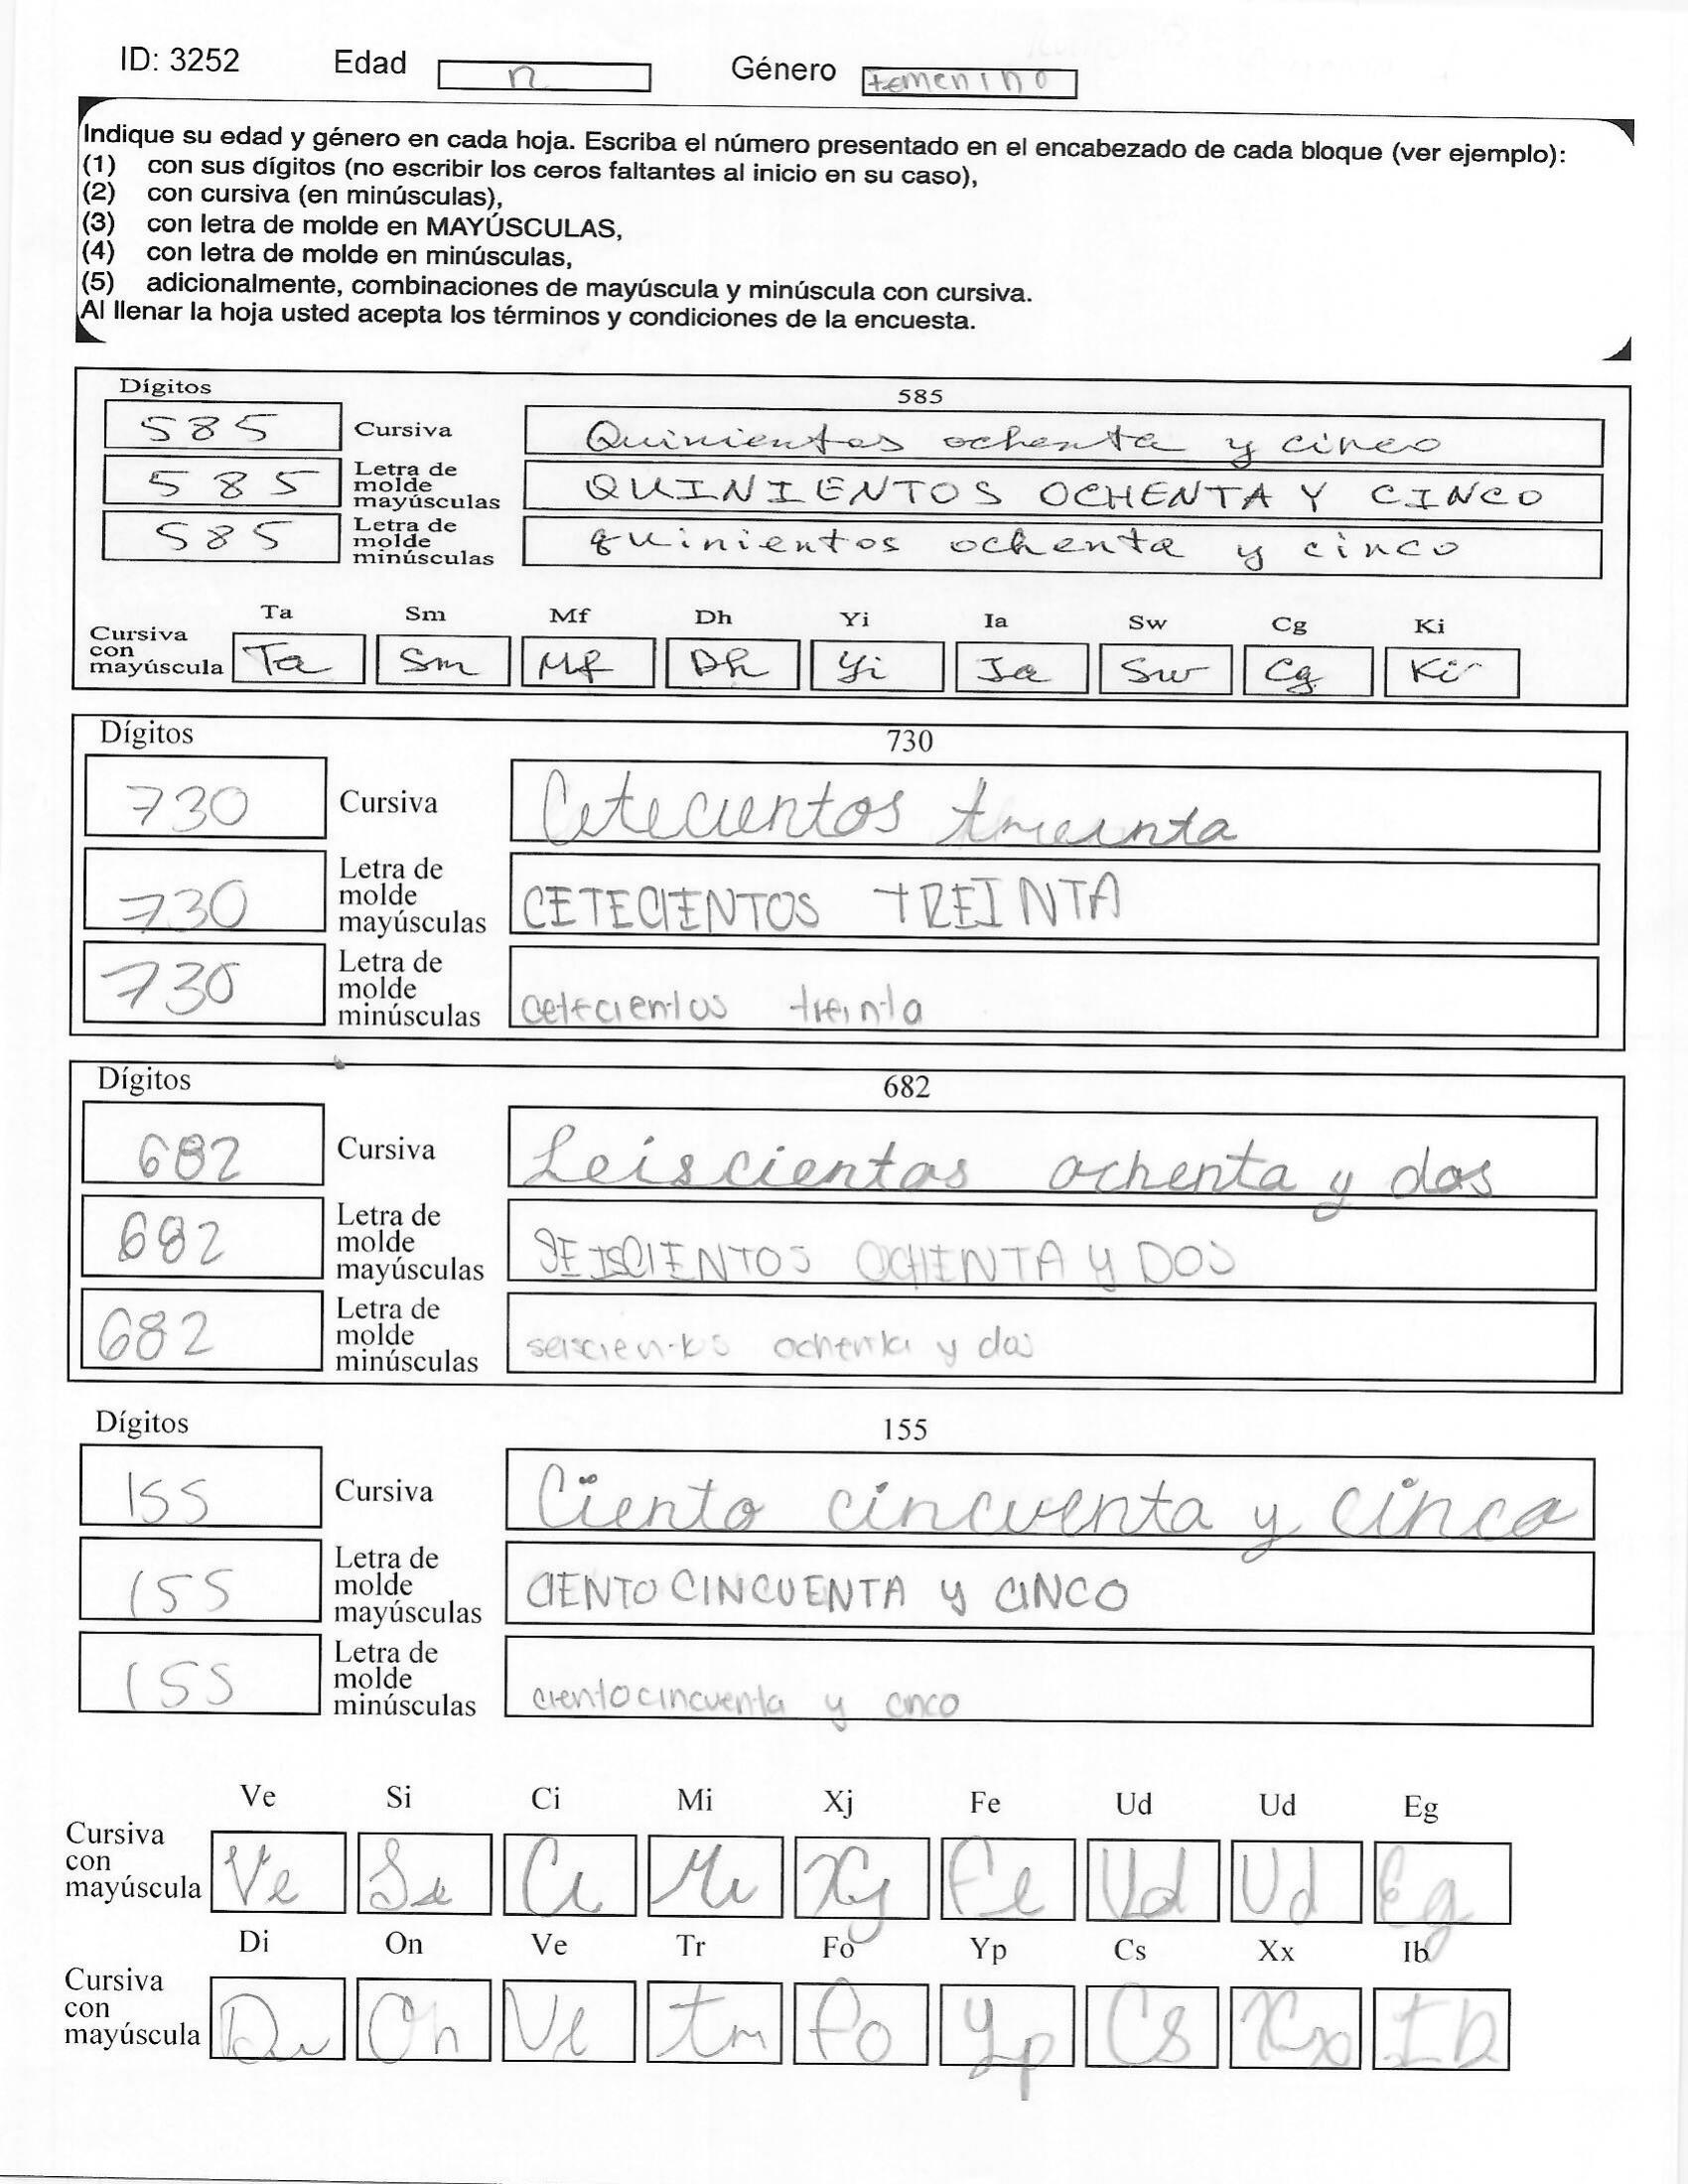 ID: 3252 Edad n Género femenino
Indique su edad y género en cada hoja. Escriba el número presentado en el encabezado de cada bloque (ver ejemplo):
(1) con sus dígitos (no escribir los ceros faltantes al inicio en su caso),
(2) con cursiva (en minúsculas),
(3) con letra de molde en MAYÚSCULAS,
(4) con letra de molde en minúsculas,
(5) adicionalmente, combinaciones de mayúscula y minúscula con cursiva.
Al llenar la hoja usted acepta los términos y condiciones de la encuesta.
Dígitos 585
585 Cursiva Quinientos ochenta y cinco
585 Letra de molde mayúsculas QUINIENTOS OCHENTA Y CINCO
585 Letra de molde minúsculas quinientos ochenta y cinco
Ta Sm Mf Dh Yi Ia Sw Cg Ki
Cursiva con mayúscula Ta Sm Mf Dh Yi Ia Sw Cg Ki
Dígitos 730
730 Cursiva Cetecientos treinta
730 Letra de molde mayúsculas CETECIENTOS TREINTA
730 Letra de molde minúsculas cetecientos treinta
Dígitos 682
682 Cursiva Seiscientos ochenta y dos
682 Letra de molde mayúsculas SEISCIENTOS OCHENTA Y DOS
682 Letra de molde minúsculas seiscientos ochenta y dos
Dígitos 155
155 Cursiva Ciento cincuenta y cinco
155 Letra de molde mayúsculas CIENTO CINCUENTA y CINCO
155 Letra de molde minúsculas ciento cincuenta y cinco
Ve Si Ci Mi Xj Fe Ud Ud Eg
Cursiva con mayúscula Ve Si Ci Mi Xj Fe Ud Ud Eg
Di On Ve Tr Fo Yp Cs Xx Ib
Cursiva con mayúscula Di On Ve Tr Fo Yp Cs Xx Ib